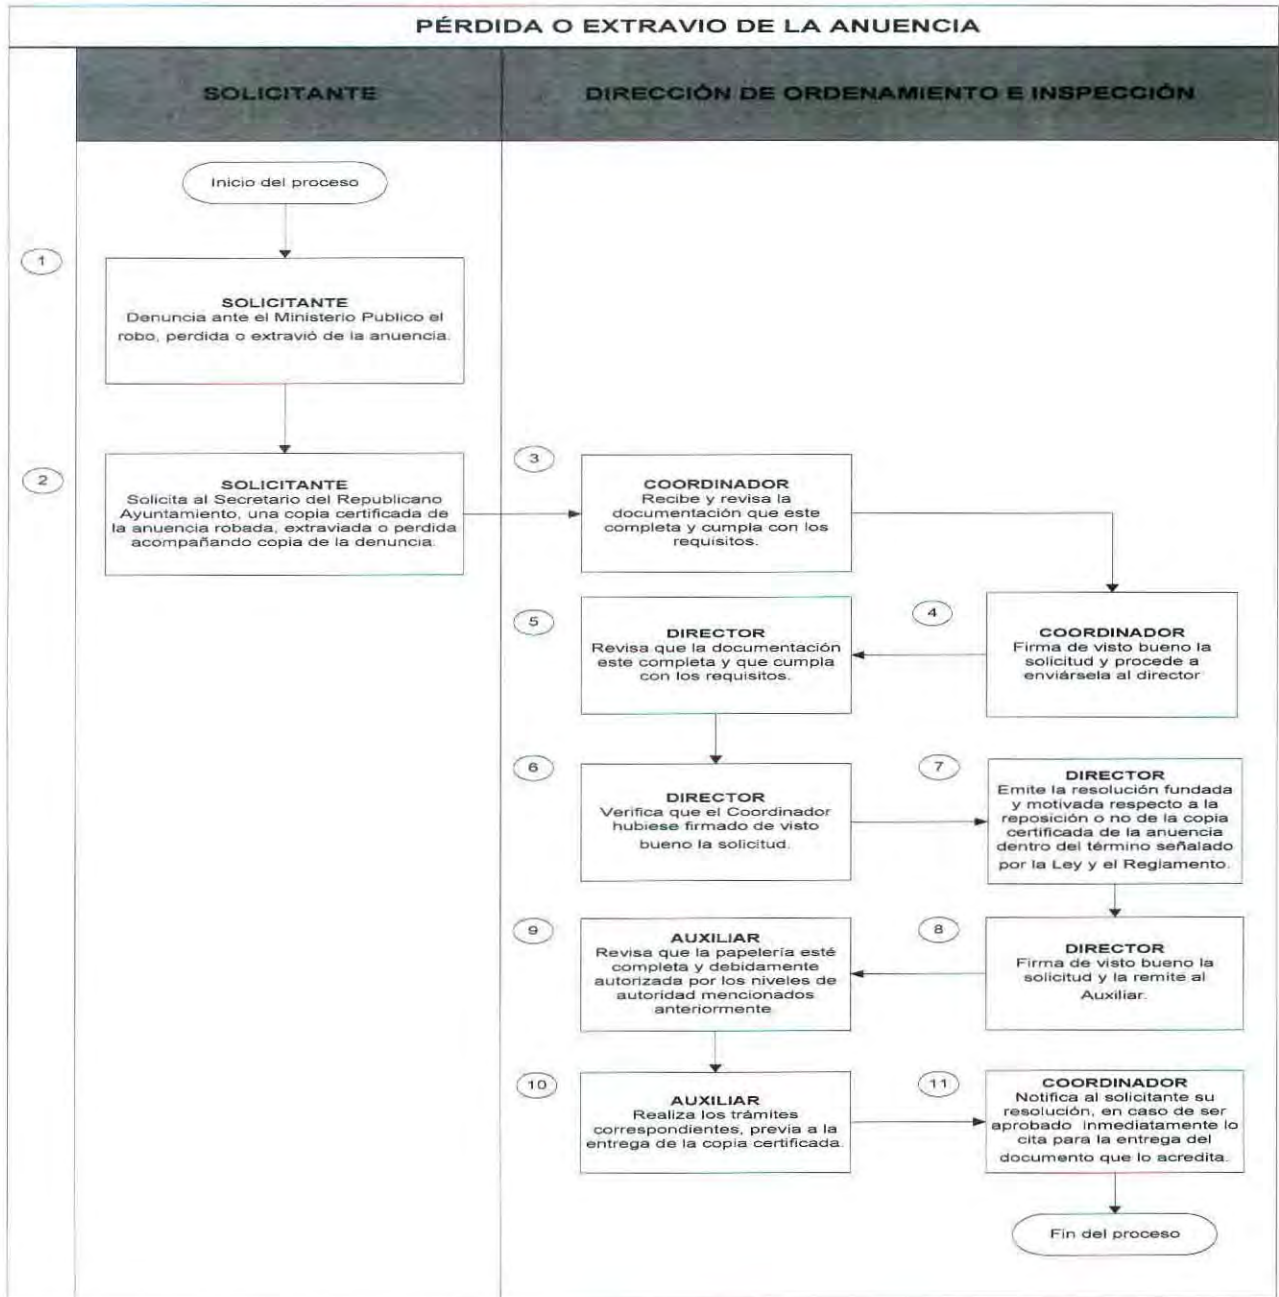 PÉRDIDA O EXTRAVIO DE LA ANUENCIA
SOLICITANTE
DIRECCIÓN DE ORDENAMIENTO E INSPECCIÓN
Inicio del proceso
1
SOLICITANTE
Denuncia ante el Ministerio Publico el
robo, perdida o extravió de la anuencia.
2
SOLICITANTE
Solicita al Secretario del Republicano
Ayuntamiento, una copia certificada de
la anuencia robada, extraviada o perdida
acompañando copia de la denuncia.
3
COORDINADOR
Recibe y revisa la
documentación que este
completa y cumpla con los
requisitos.
4
COORDINADOR
Firma de visto bueno la
solicitud y procede a
enviársela al director
5
DIRECTOR
Revisa que la documentación
este completa y que cumpla
con los requisitos.
6
DIRECTOR
Verifica que el Coordinador
hubiese firmado de visto
bueno la solicitud.
7
DIRECTOR
Emite la resolución fundada
y motivada respecto a la
reposición o no de la copia
certificada de la anuencia
dentro del término señalado
por la Ley y el Reglamento.
8
DIRECTOR
Firma de visto bueno la
solicitud y la remite al
Auxiliar.
9
AUXILIAR
Revisa que la papelería esté
completa y debidamente
autorizada por los niveles de
autoridad mencionados
anteriormente
10
AUXILIAR
Realiza los trámites
correspondientes, previa a la
entrega de la copia certificada.
11
COORDINADOR
Notifica al solicitante su
resolución, en caso de ser
aprobado inmediatamente lo
cita para la entrega del
documento que lo acredita.
Fin del proceso